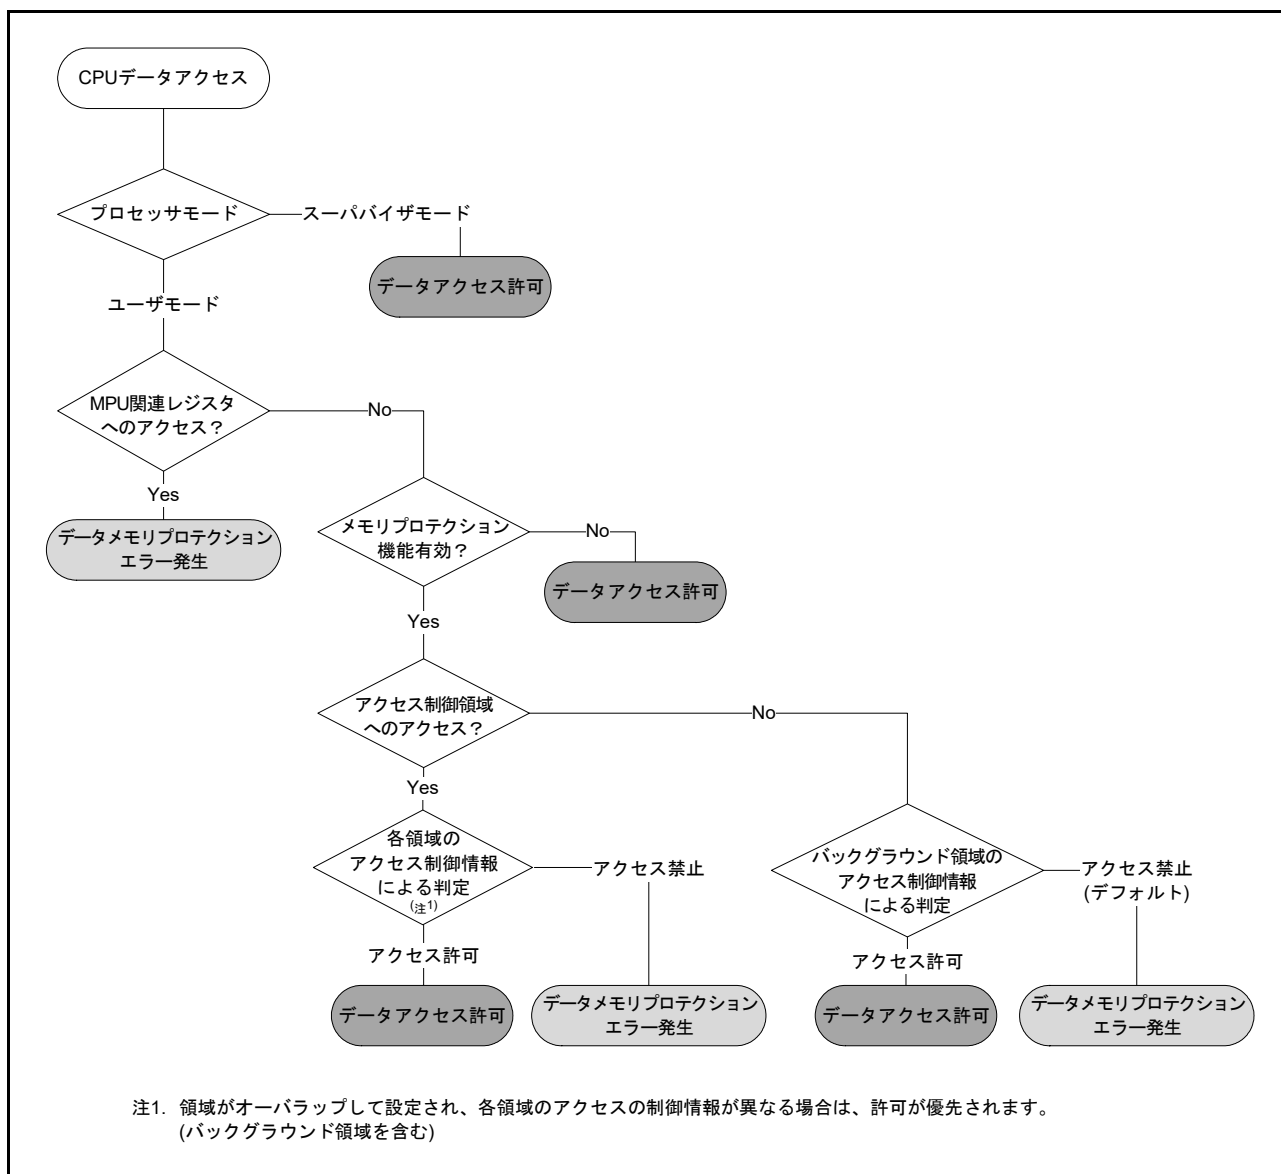 CPUデータアクセス
プロセッサモード
スーパバイザモード
データアクセス許可
ユーザモード
MPU関連レジスタ
へのアクセス？
No
Yes
データメモリプロテクション
エラー発生
メモリプロテクション
機能有効？
No
データアクセス許可
Yes
アクセス制御領域
へのアクセス？
No
Yes
各領域の
アクセス制御情報
による判定
(注1)
アクセス禁止
バックグラウンド領域の
アクセス制御情報
による判定
アクセス禁止
(デフォルト)
アクセス許可
アクセス許可
データアクセス許可
データメモリプロテクション
エラー発生
データアクセス許可
データメモリプロテクション
エラー発生
注1. 領域がオーバラップして設定され、各領域のアクセスの制御情報が異なる場合は、許可が優先されます。
(バックグラウンド領域を含む)